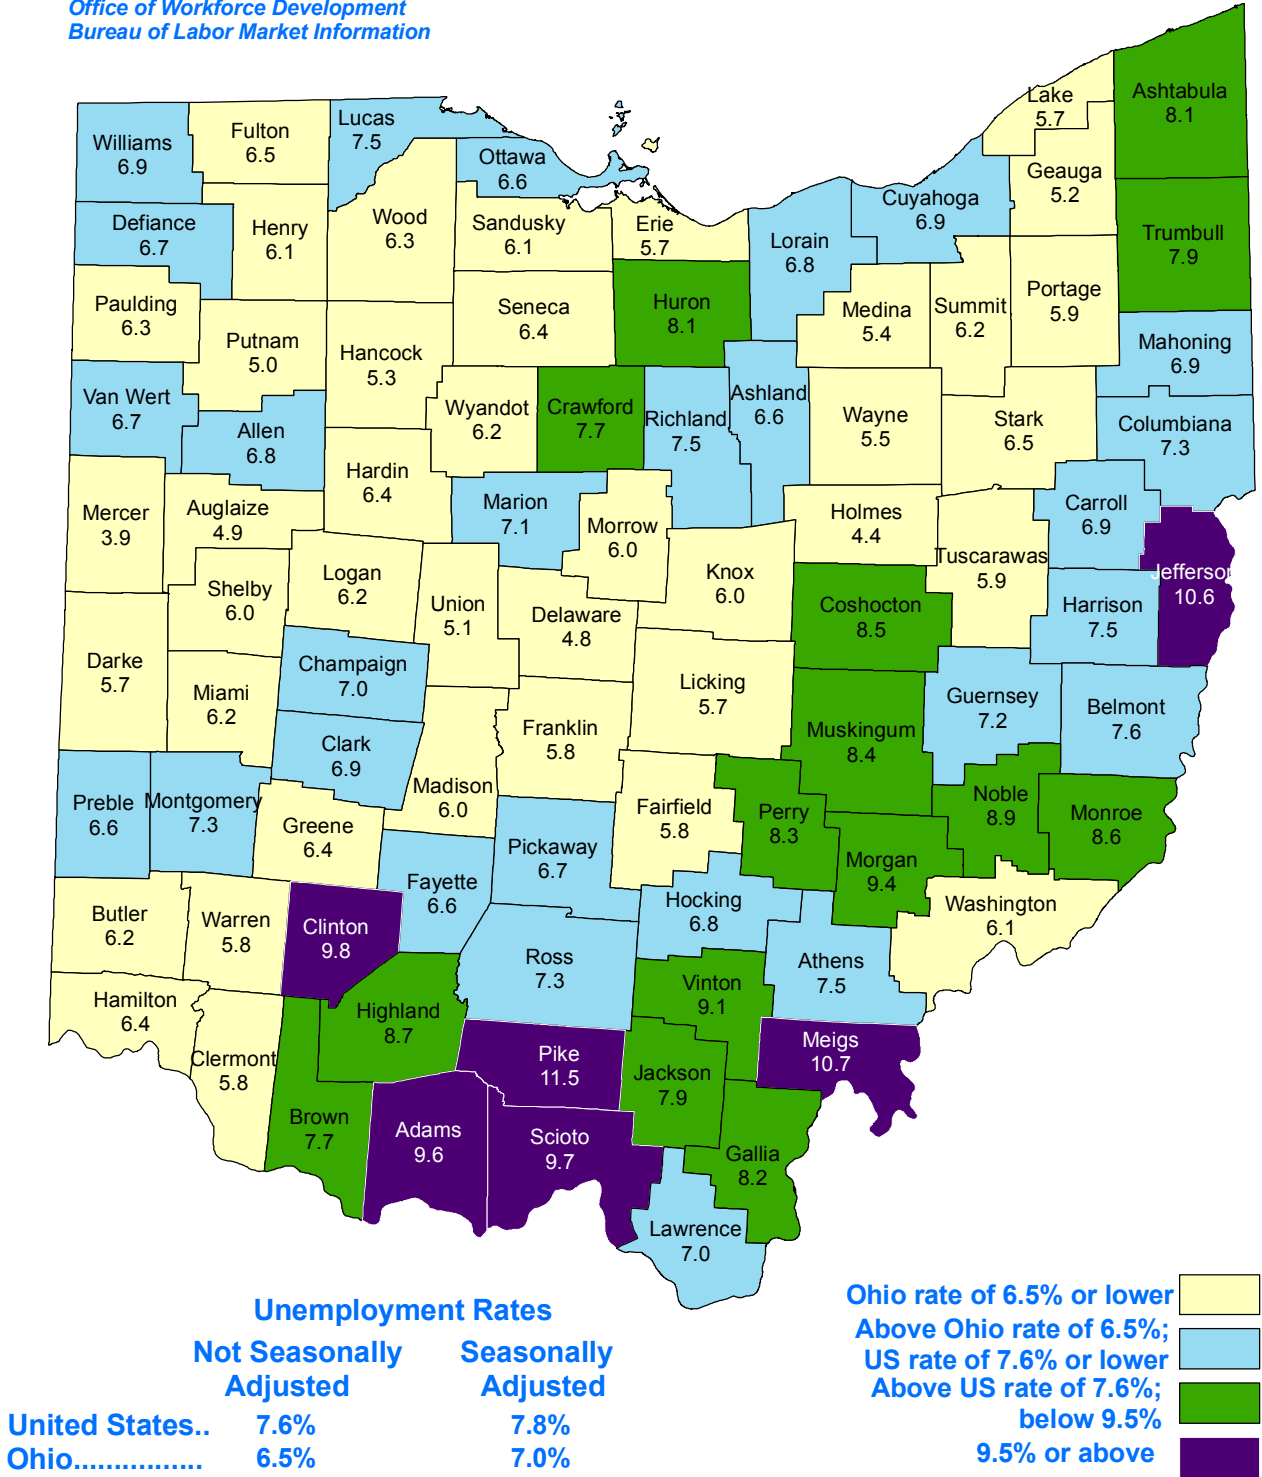 Office of Workforce Development
Bureau of Labor Market Information
Lake
5.7
Ashtabula
8.1
Williams
6.9
Fulton
6.5
Lucas
7.5
Ottawa
6.6
Geauga
5.2
Cuyahoga
6.9
Defiance
6.7
Henry
6.1
Wood
6.3
Sandusky
6.1
Erie
5.7
Lorain
6.8
Trumbull
7.9
Paulding
6.3
Putnam
5.0
Hancock
5.3
Seneca
6.4
Huron
8.1
Medina
5.4
Summit
6.2
Portage
5.9
Mahoning
6.9
Van Wert
6.7
Allen
6.8
Wyandot
6.2
Crawford
7.7
Richland
7.5
Ashland
6.6
Wayne
5.5
Stark
6.5
Columbiana
7.3
Mercer
3.9
Auglaize
4.9
Hardin
6.4
Marion
7.1
Morrow
6.0
Holmes
4.4
Carroll
6.9
Tuscarawas
5.9
Jefferson
10.6
Shelby
6.0
Logan
6.2
Union
5.1
Delaware
4.8
Knox
6.0
Coshocton
8.5
Harrison
7.5
Darke
5.7
Miami
6.2
Champaign
7.0
Licking
5.7
Guernsey
7.2
Belmont
7.6
Clark
6.9
Franklin
5.8
Muskingum
8.4
Preble
6.6
Montgomery
7.3
Greene
6.4
Madison
6.0
Fairfield
5.8
Perry
8.3
Noble
8.9
Monroe
8.6
Pickaway
6.7
Morgan
9.4
Butler
6.2
Warren
5.8
Clinton
9.8
Fayette
6.6
Hocking
6.8
Washington
6.1
Ross
7.3
Athens
7.5
Hamilton
6.4
Highland
8.7
Vinton
9.1
Clermont
5.8
Pike
11.5
Jackson
7.9
Meigs
10.7
Brown
7.7
Adams
9.6
Scioto
9.7
Gallia
8.2
Lawrence
7.0
Unemployment Rates
Not Seasonally Adjusted
Seasonally Adjusted
United States.. 7.6% 7.8%
Ohio................ 6.5% 7.0%
Ohio rate of 6.5% or lower
Above Ohio rate of 6.5%;
US rate of 7.6% or lower
Above US rate of 7.6%;
below 9.5%
9.5% or above